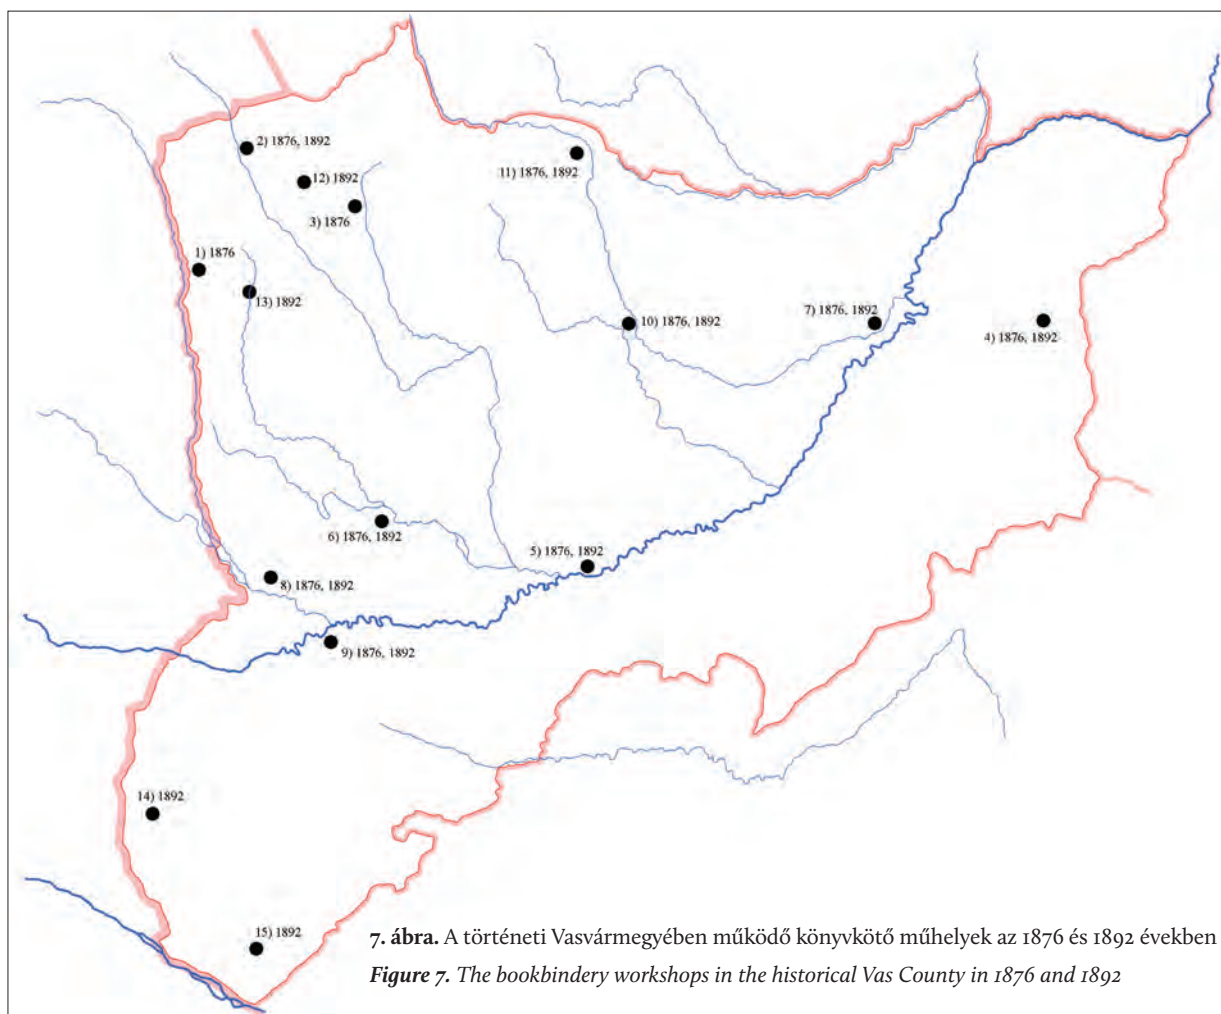 2) 1876, 1892
12) 1892
11) 1876, 1892
3) 1876
1) 1876
13) 1892
10) 1876, 1892
7) 1876, 1892
4) 1876, 1892
6) 1876, 1892
5) 1876, 1892
8) 1876, 1892
9) 1876, 1892
14) 1892
15) 1892
7. ábra. A történeti Vasvármegyében működő könyvkötő műhelyek az 1876 és 1892 években
Figure 7. The bookbindery workshops in the historical Vas County in 1876 and 1892